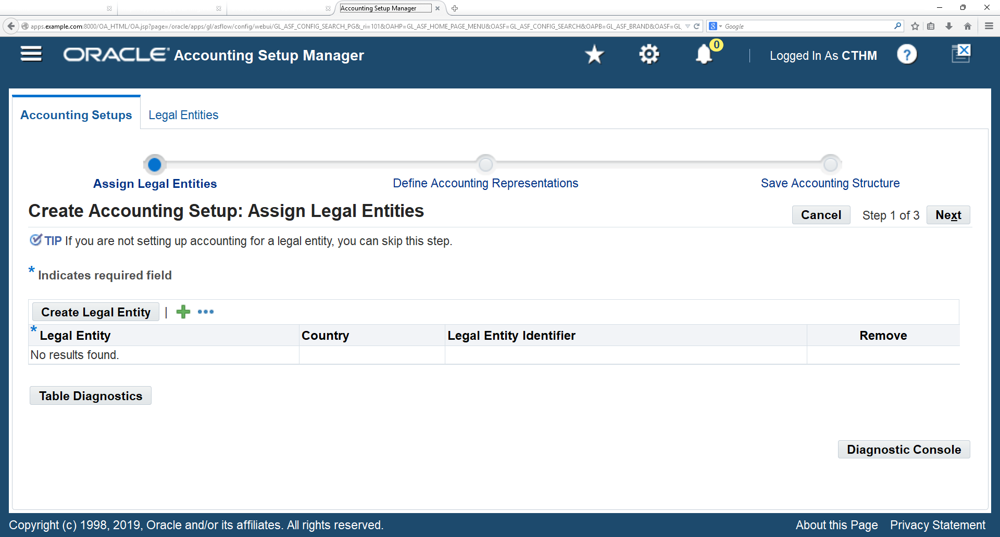 Accounting Setup Manager
apps.example.com:8000/OA_HTML/OA.jsp?page=/oracle/apps/gl/asflow/config/webui/GL_ASF_CONFIG_SEARCH_PG&_ri=101&OAHP=GL_ASF_HOME_PAGE_MENU&OASF=GL_ASF_CONFIG_SEARCH&OAPB=GL_ASF_BRAND&OASF=GL_
8 Google
ORACLE Accounting Setup Manager
0
Logged In As CTHM
?
Accounting Setups Legal Entities
Assign Legal Entities Define Accounting Representations Save Accounting Structure
Create Accounting Setup: Assign Legal Entities
Cancel Step 1 of 3 Next
TIP If you are not setting up accounting for a legal entity, you can skip this step.
* Indicates required field
Create Legal Entity |
* Legal Entity Country Legal Entity Identifier Remove
No results found.
Table Diagnostics
Diagnostic Console
Copyright (c) 1998, 2019, Oracle and/or its affiliates. All rights reserved.
About this Page Privacy Statement